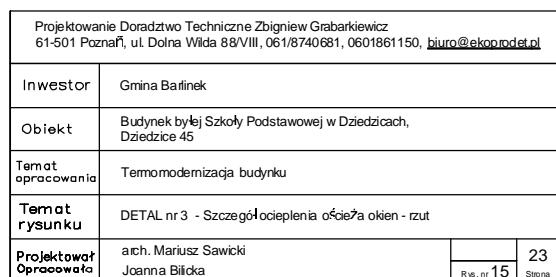 Projektowanie Doradztwo Techniczne Zbigniew Grabarkiewicz
61-501 Poznań, ul. Dolna Wilda 88/VIII, 061/8740681, 0601861150, biuro@ekoprodet.pl
Inwestor
Gmina Barlinek
Obiekt
Budynek byłej Szkoły Podstawowej w Dziedzicach,
Dziedzice 45
Temat
opracowania
Termomodernizacja budynku
Temat
rysunku
DETAL nr 3 - Szczegół ocieplenia ościeża okien - rzut
Projektował
arch. Mariusz Sawicki
Opracowała
Joanna Bilicka
Rys. nr 15
23
Strona